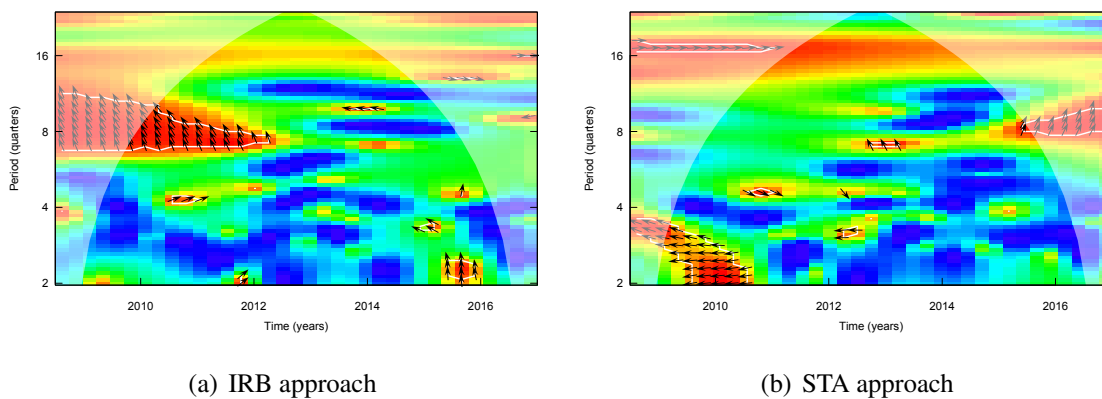 16
8
4
2
Period (quarters)
2010 2012 2014 2016
Time (years)
(a) IRB approach
16
8
4
2
Period (quarters)
2010 2012 2014 2016
Time (years)
(b) STA approach